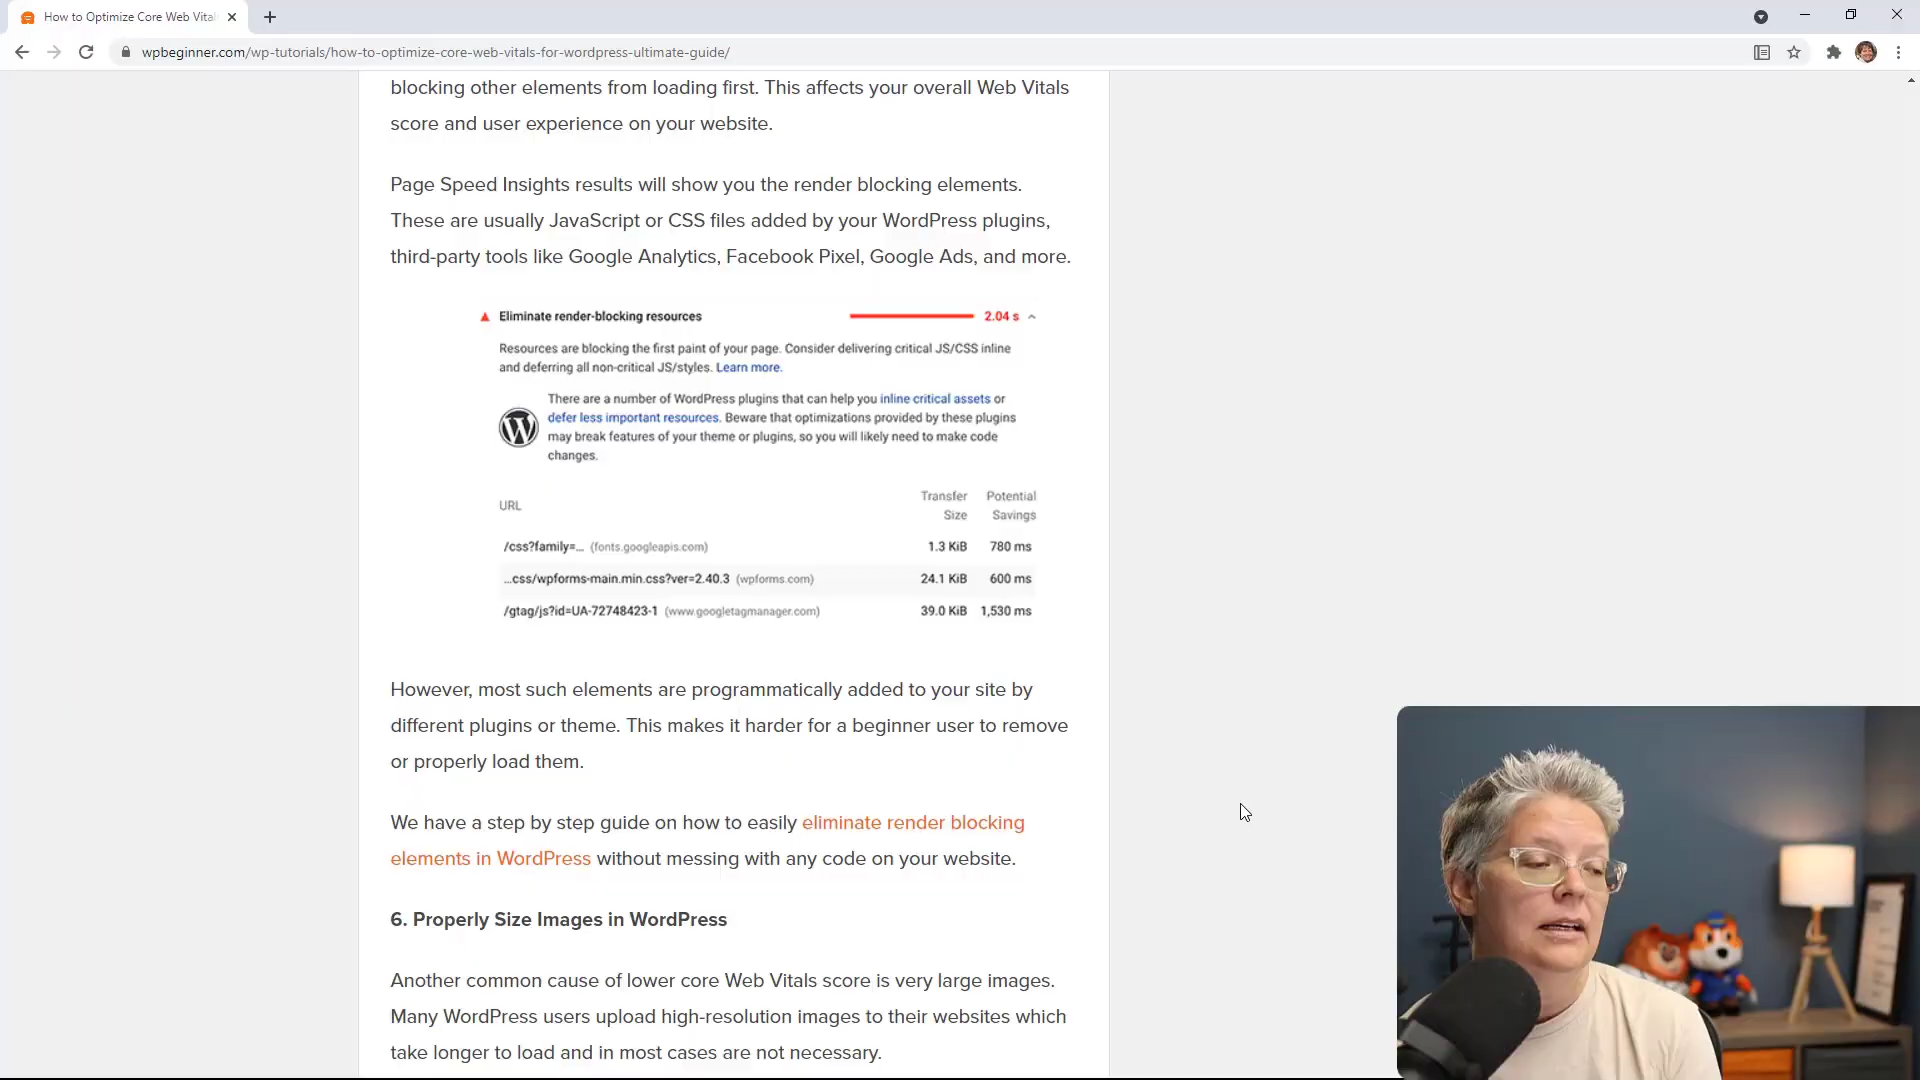 How to Optimize Core Web Vital
wpbeginner.com/wp-tutorials/how-to-optimize-core-web-vitals-for-wordpress-ultimate-guide/
blocking other elements from loading first. This affects your overall Web Vitals
score and user experience on your website.
Page Speed Insights results will show you the render blocking elements.
These are usually JavaScript or CSS files added by your WordPress plugins,
third-party tools like Google Analytics, Facebook Pixel, Google Ads, and more.
Eliminate render-blocking resources 2.04 s
Resources are blocking the first paint of your page. Consider delivering critical JS/CSS inline
and deferring all non-critical JS/styles. Learn more.
There are a number of WordPress plugins that can help you inline critical assets or
defer less important resources. Beware that optimizations provided by these plugins
may break features of your theme or plugins, so you will likely need to make code
changes.
URL Transfer Size Potential Savings
/css?family=... (fonts.googleapis.com) 1.3 KiB 780 ms
...css/wpforms-main.min.css?ver=2.40.3 (wpforms.com) 24.1 KiB 600 ms
/gtag/js?id=UA-72748423-1 (www.googletagmanager.com) 39.0 KiB 1,530 ms
However, most such elements are programmatically added to your site by
different plugins or theme. This makes it harder for a beginner user to remove
or properly load them.
We have a step by step guide on how to easily eliminate render blocking
elements in WordPress without messing with any code on your website.
6. Properly Size Images in WordPress
Another common cause of lower core Web Vitals score is very large images.
Many WordPress users upload high-resolution images to their websites which
take longer to load and in most cases are not necessary.